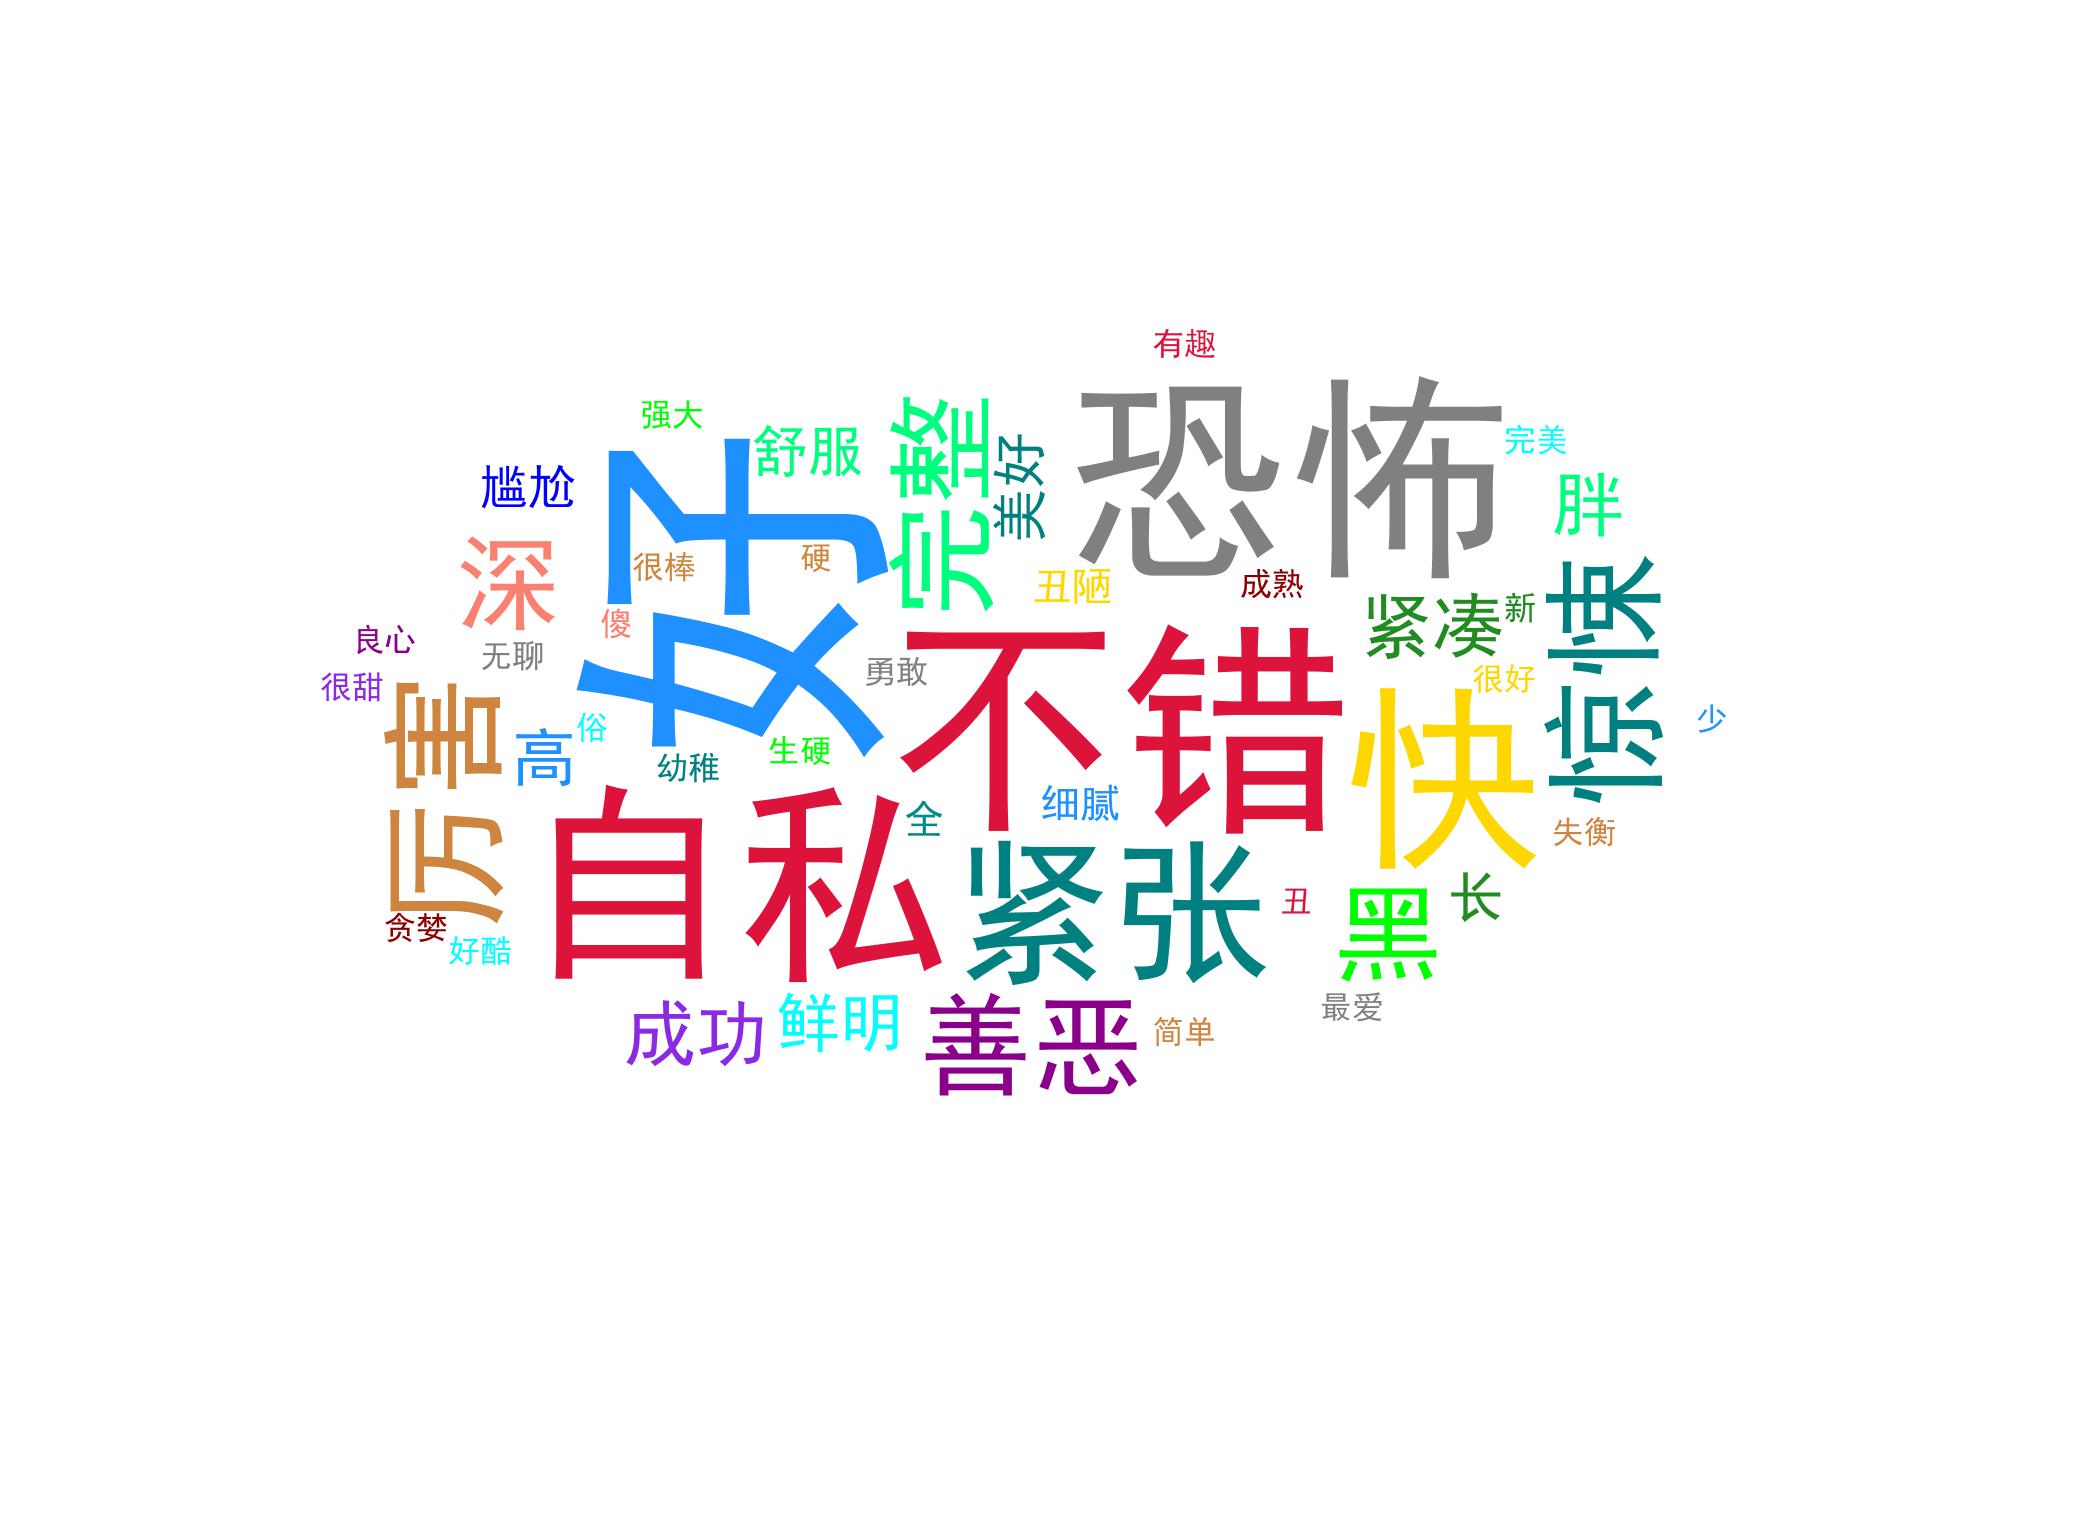 有趣
强大
恐怖
完整
好
舒服
美好
完美
尴尬
胖
深
很棒
硬
丑陋
成熟
惊悚
紧凑
新
傻
良心
无聊
勇敢
不错
很好
很甜
厉害
高
俗
生硬
幼稚
快
少
自私
全
细腻
失衡
紧张
丑
黑
长
贪婪
好酷
成功
鲜明
善恶
简单
最爱